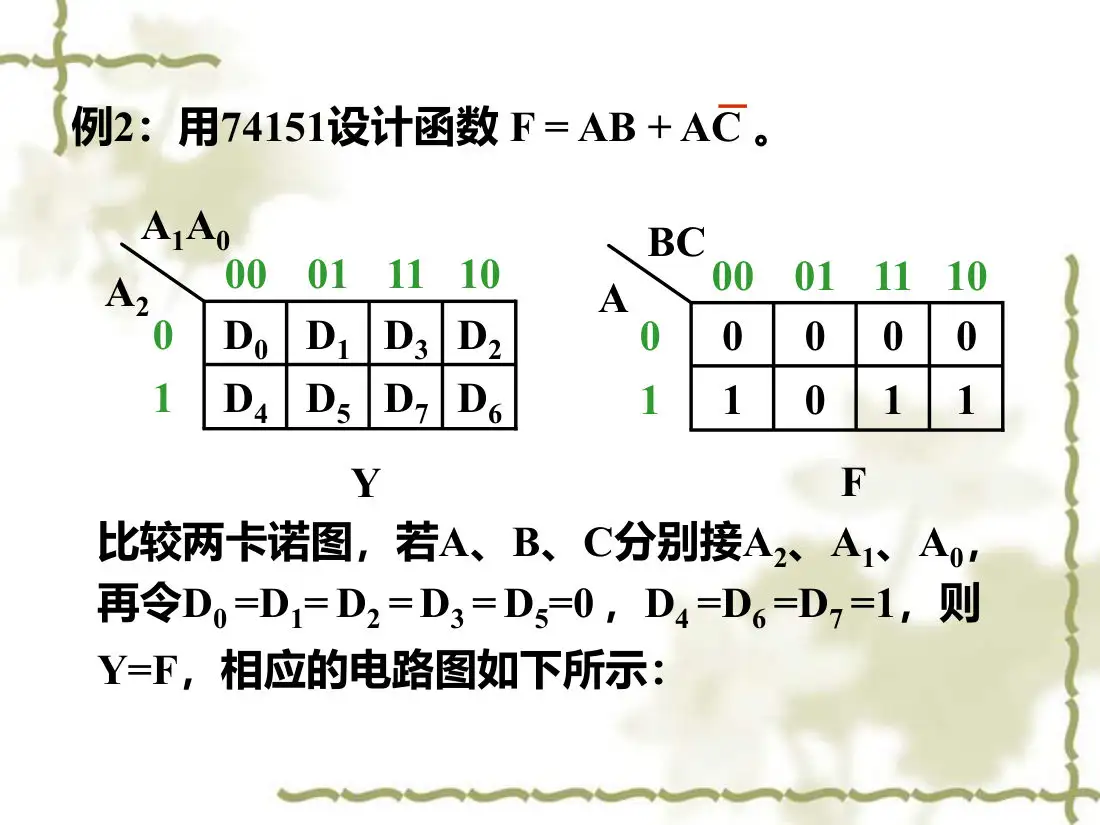 例2：用74151设计函数 F = AB + AC̅ 。
A₁A₀
00 01 11 10
A₂
0 D₀ D₁ D₃ D₂
1 D₄ D₅ D₇ D₆
Y
BC
00 01 11 10
A
0 0 0 0 0
1 1 0 1 1
F
比较两卡诺图，若A、B、C分别接A₂、A₁、A₀，
再令D₀ =D₁= D₂ = D₃ = D₅=0 ，D₄ =D₆ =D₇ =1，则
Y=F，相应的电路图如下所示：